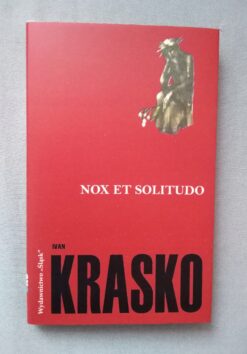 NOX ET SOLITUDO
IVAN
KRASKO
Wydawnictwo „Śląsk”